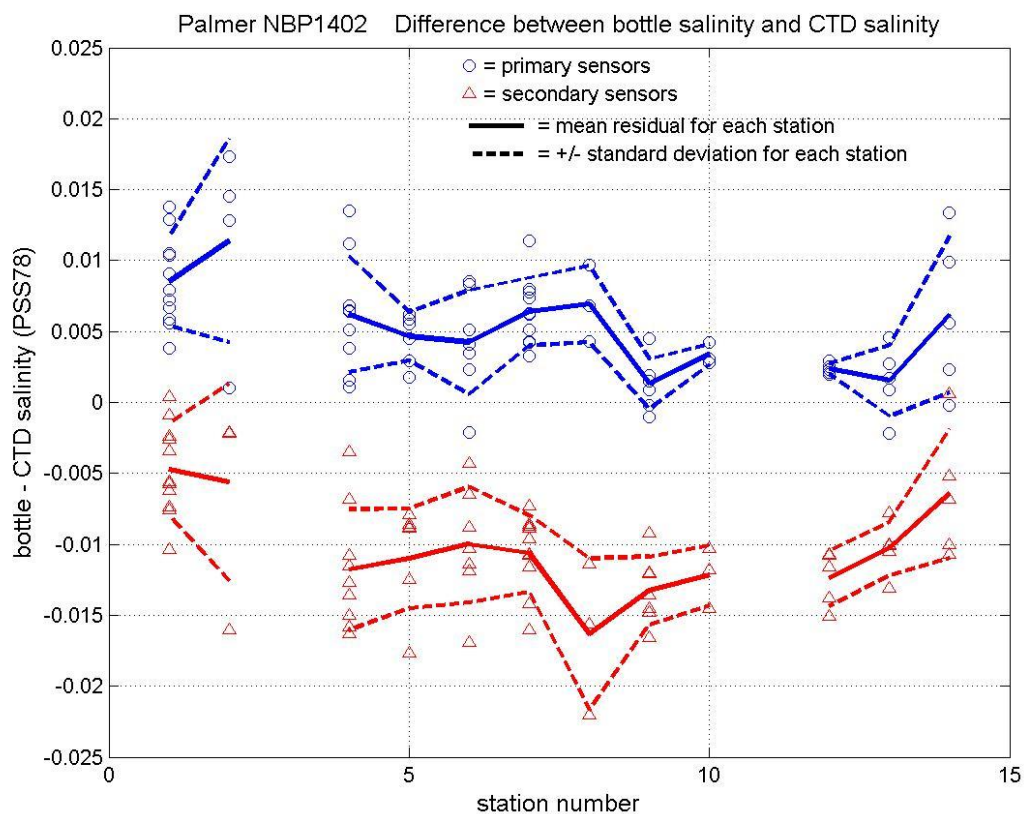 Palmer NBP1402 Difference between bottle salinity and CTD salinity
0.025
0.02
0.015
0.01
0.005
0
-0.005
-0.01
-0.015
-0.02
-0.025
bottle - CTD salinity (PSS78)
= primary sensors
= secondary sensors
= mean residual for each station
= +/- standard deviation for each station
0 5 10 15
station number